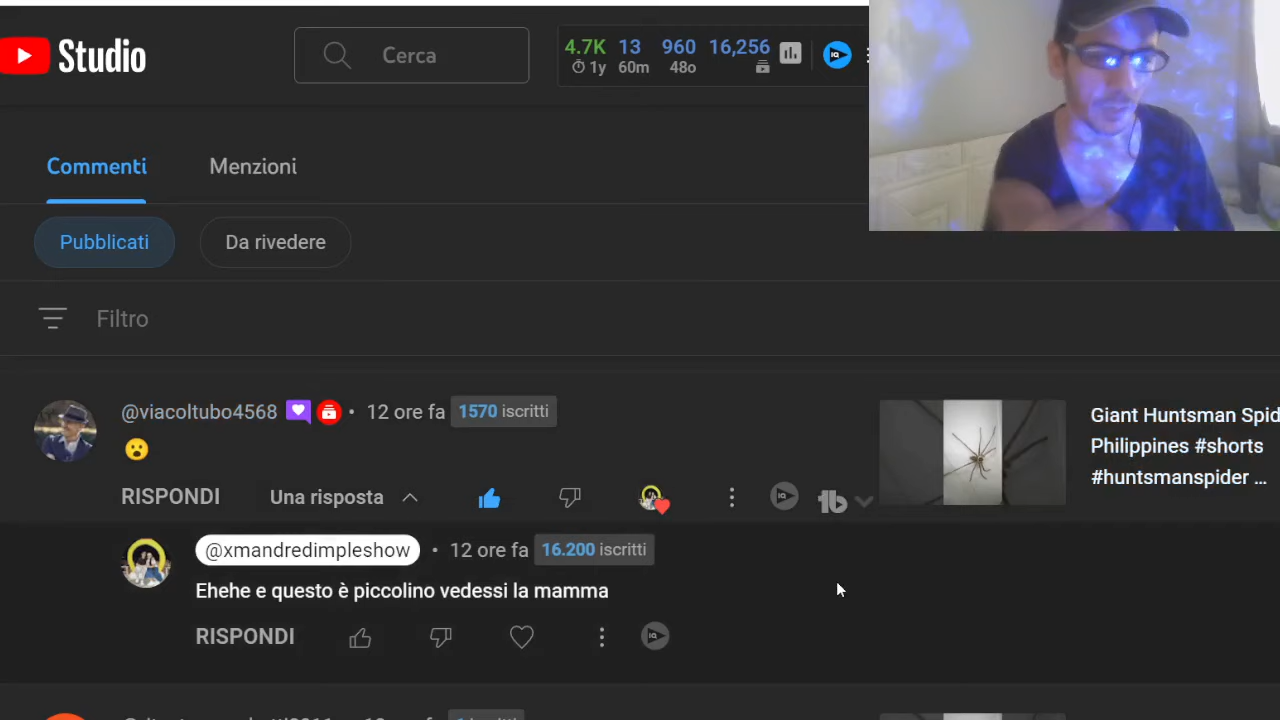 Studio
Cerca
4.7K 13 960 16,256
1y 60m 48o
Commenti Menzioni
Pubblicati Da rivedere
Filtro
@viacoltubo4568 • 12 ore fa 1570 iscritti
RISPONDI Una risposta
Giant Huntsman Spid
Philippines #shorts
#huntsmanspider ...
@xmandredimpleshow • 12 ore fa 16.200 iscritti
Ehehe e questo è piccolino vedessi la mamma
RISPONDI